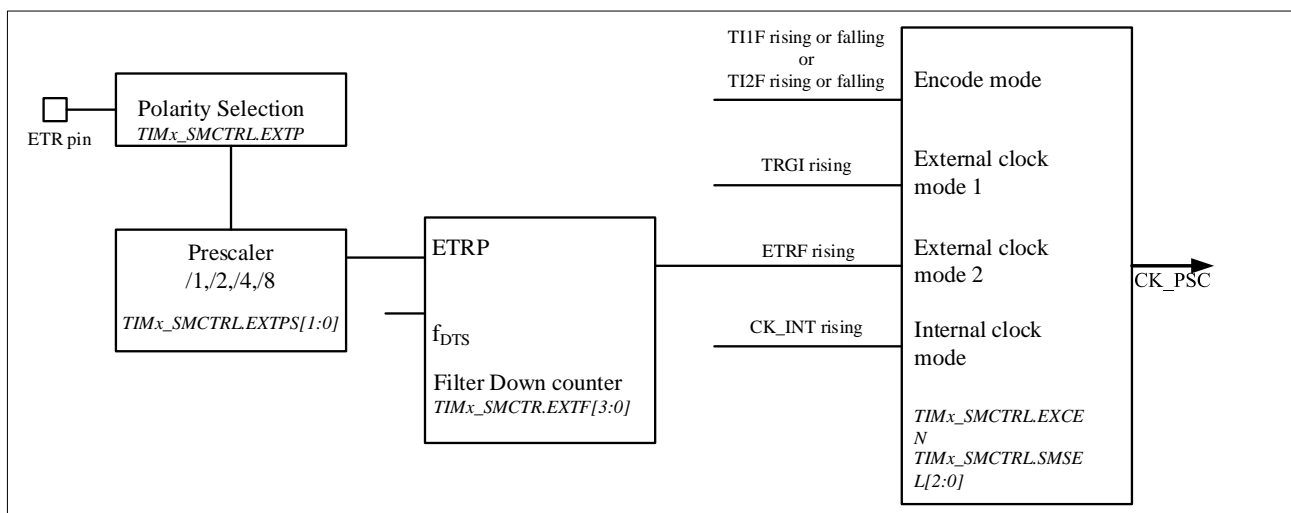 ETR pin
Polarity Selection
TIMx_SMCTRL.EXTP
Prescaler
/1,/2,/4,/8
TIMx_SMCTRL.EXTPS[1:0]
ETRP
fDTS
Filter Down counter
TIMx_SMCTR.EXTF[3:0]
TI1F rising or falling
or
TI2F rising or falling
TRGI rising
ETRF rising
CK_INT rising
Encode mode
External clock
mode 1
External clock
mode 2
Internal clock
mode
TIMx_SMCTRL.EXCE
N
TIMx_SMCTRL.SMSE
L[2:0]
CK_PSC